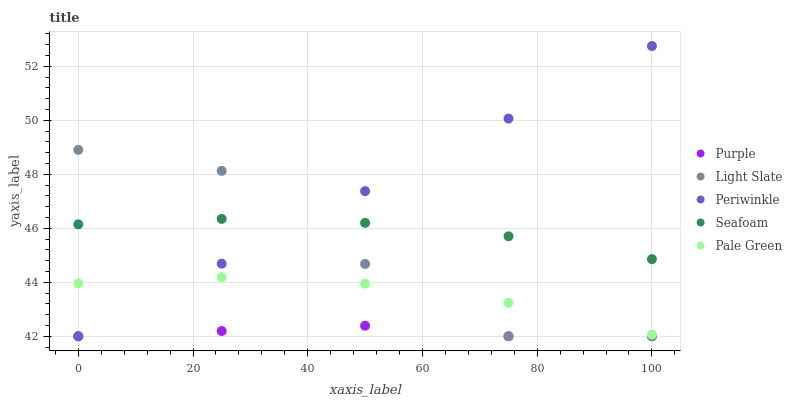 title
52
50
48
46
44
42
0
20
40
60
80
100
yaxis_label
xaxis_label
Purple
Light Slate
Periwinkle
Seafoam
Pale Green